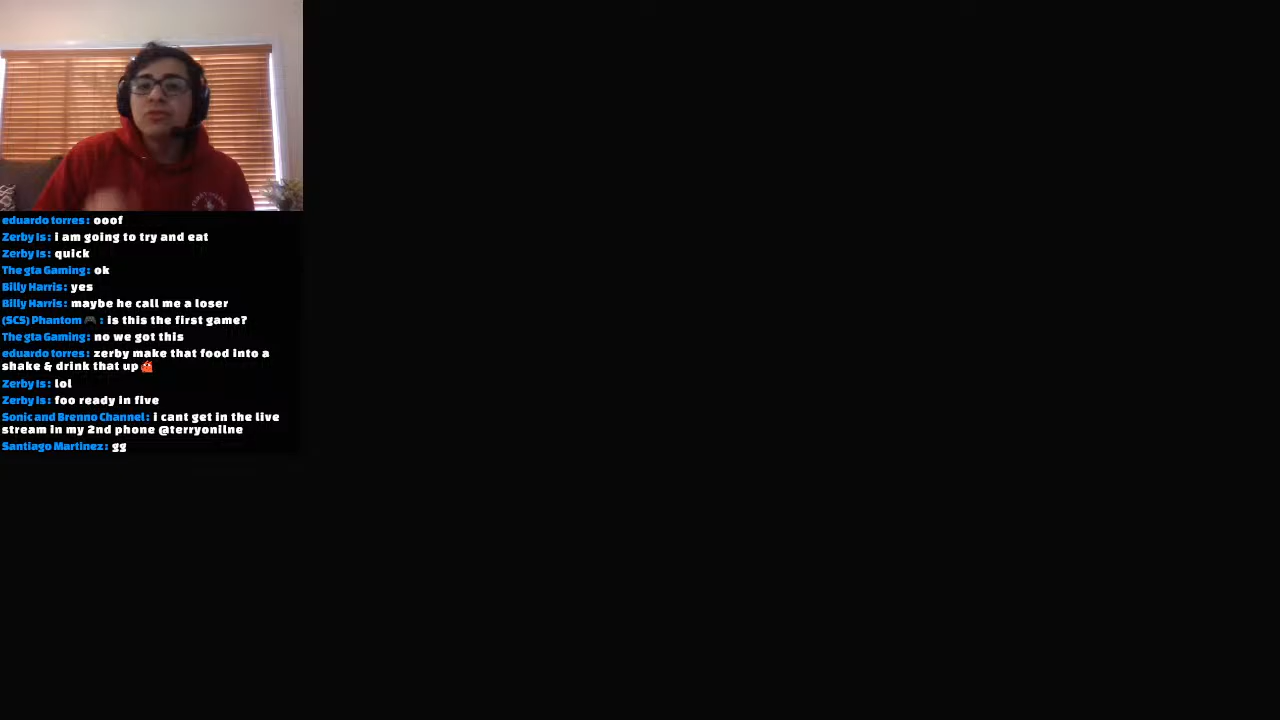 eduardo torres: ooof
Zerby Is: i am going to try and eat
Zerby Is: quick
The gta Gaming: ok
Billy Harris: yes
Billy Harris: maybe he call me a loser
(SCS) Phantom 🎮 : is this the first game?
The gta Gaming: no we got this
eduardo torres: zerby make that food into a
shake & drink that up
Zerby Is: lol
Zerby Is: foo ready in five
Sonic and Brenno Channel: i cant get in the live
stream in my 2nd phone @terryonilne
Santiago Martinez: gg